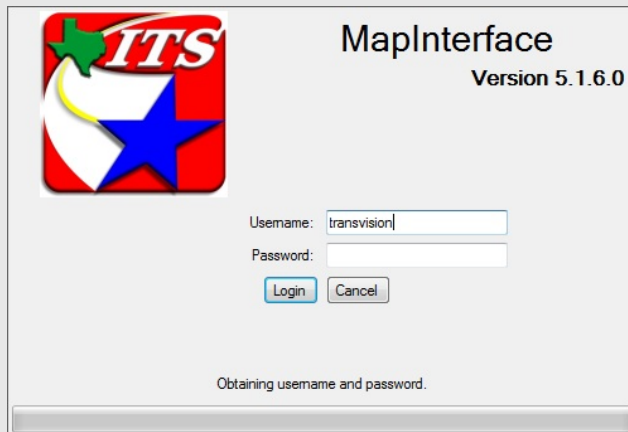 ITS
MapInterface
Version 5.1.6.0
Username: transvision
Password:
Login Cancel
Obtaining username and password.